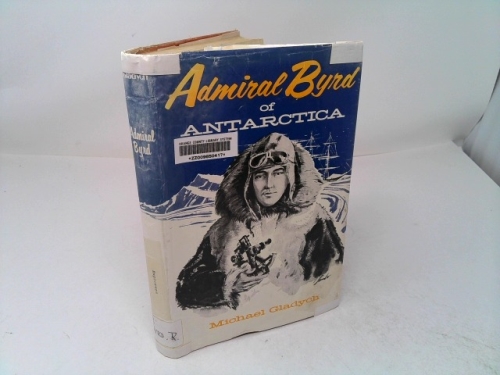 Admiral Byrd
of
ANTARCTICA
Michael Gladych
Admiral
Byrd